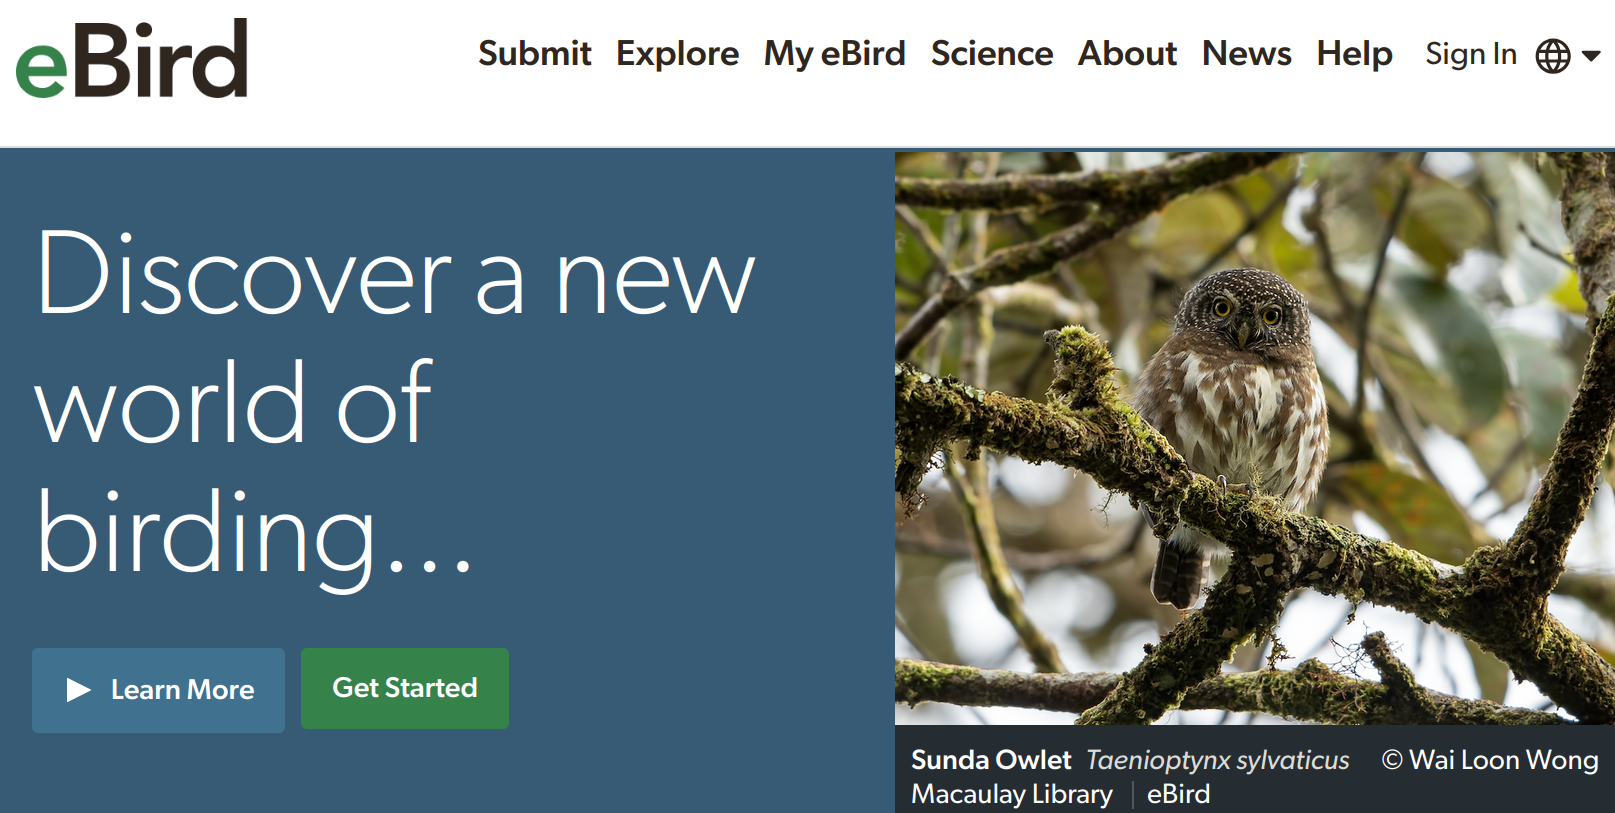 eBird
Submit Explore My eBird Science About News Help Sign In
Discover a new
world of
birding...
Learn More Get Started
Sunda Owlet Taenioptynx sylvaticus © Wai Loon Wong
Macaulay Library eBird